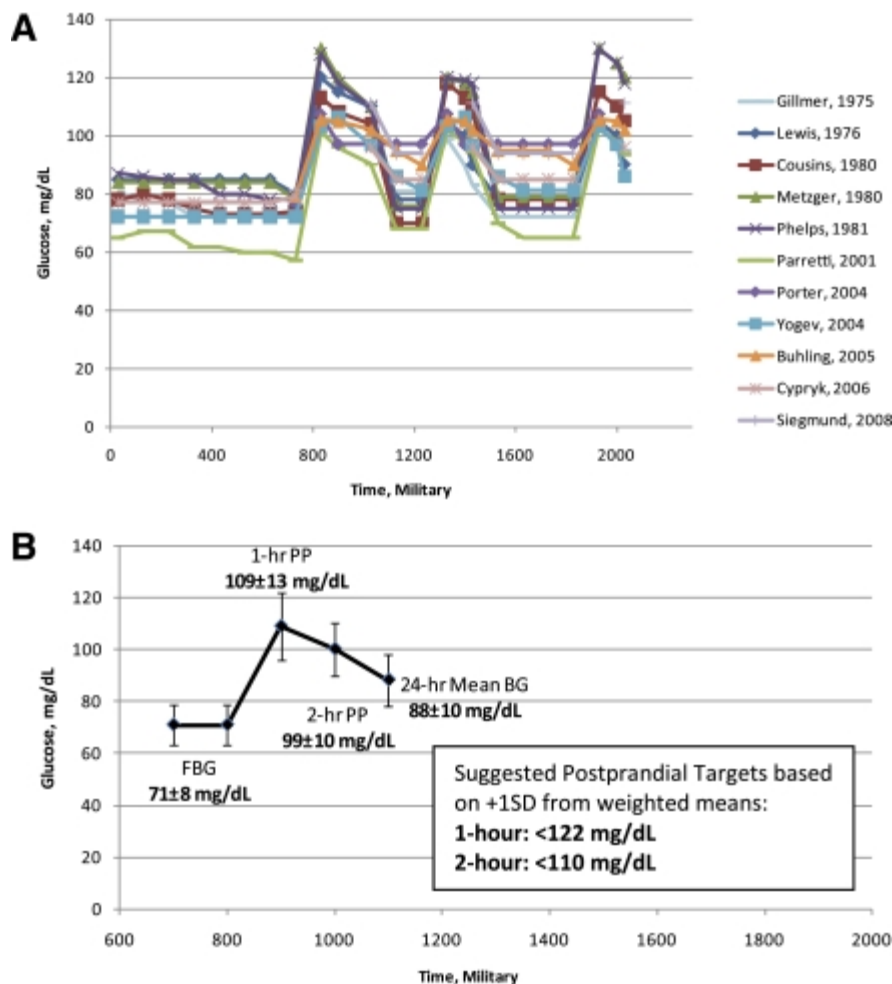 A
140
120
100
80
60
40
20
0
Glucose, mg/dL
0 400 800 1200 1600 2000
Time, Military
Gillmer, 1975
Lewis, 1976
Cousins, 1980
Metzger, 1980
Phelps, 1981
Parretti, 2001
Porter, 2004
Yogev, 2004
Buhling, 2005
Cypryk, 2006
Siegmund, 2008
B
140
120
100
80
60
40
20
0
Glucose, mg/dL
1-hr PP
109±13 mg/dL
24-hr Mean BG
88±10 mg/dL
2-hr PP
99±10 mg/dL
FBG
71±8 mg/dL
Suggested Postprandial Targets based
on +1SD from weighted means:
1-hour: <122 mg/dL
2-hour: <110 mg/dL
600 800 1000 1200 1400 1600 1800 2000
Time, Military